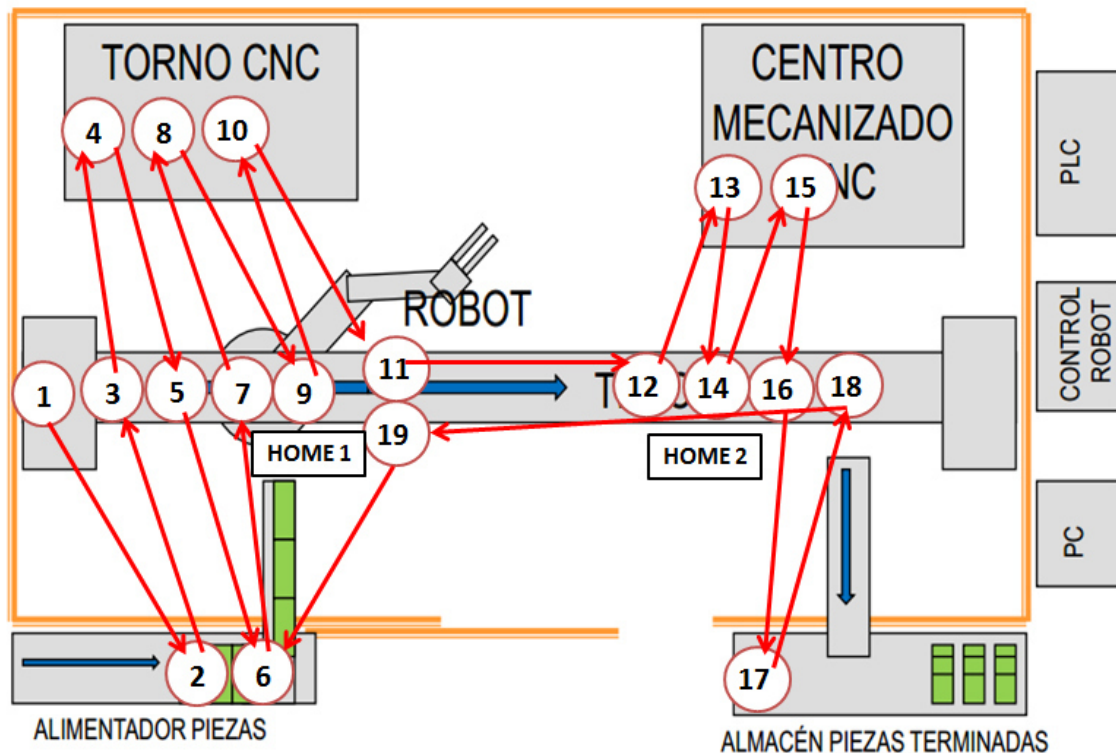 TORNO CNC
4
8
10
CENTRO
MECANIZADO
NC
13
15
PLC
ROBOT
CONTROL
ROBOT
1
3
5
7
9
11
12
14
16
18
19
HOME 1
HOME 2
PC
2
6
17
ALIMENTADOR PIEZAS
ALMACÉN PIEZAS TERMINADAS